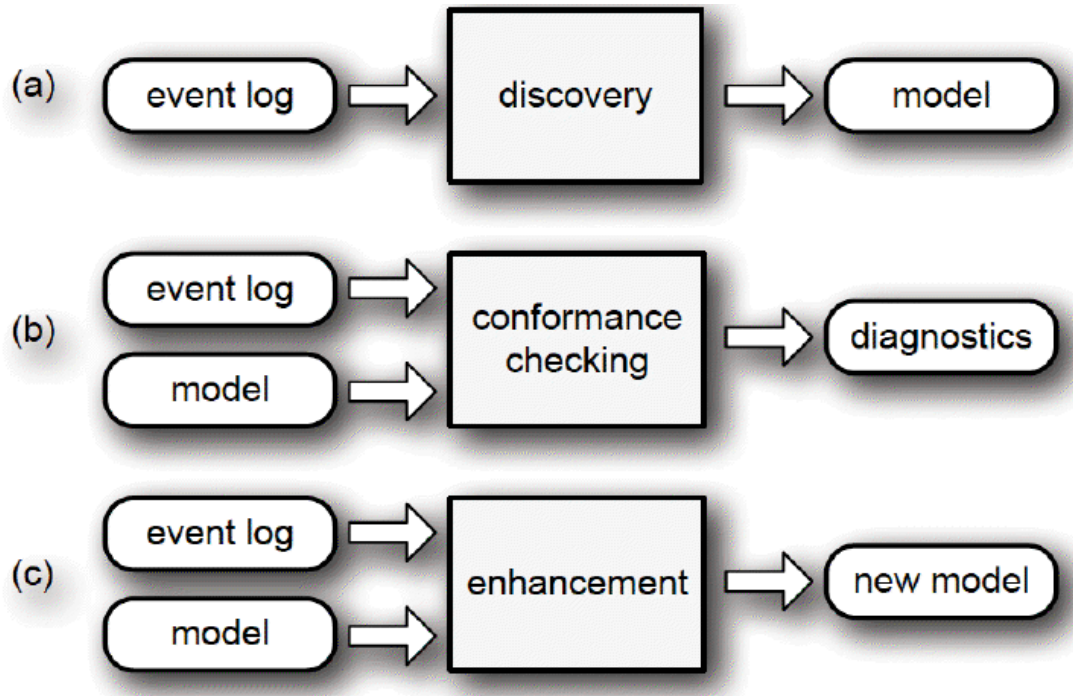 (a)
event log
discovery
model
(b)
event log
model
conformance
checking
diagnostics
(c)
event log
model
enhancement
new model